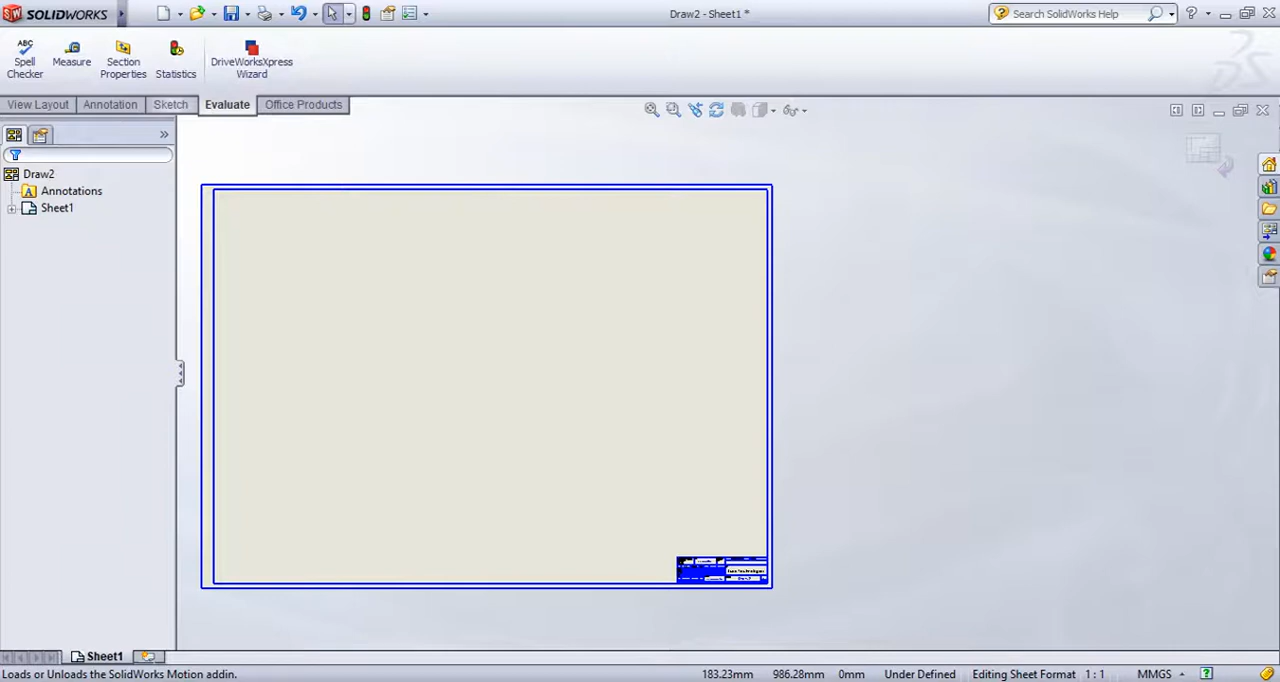 SOLIDWORKS
Draw2 - Sheet1 *
Search SolidWorks Help
ABC
Spell Checker
Measure
Section Properties
Statistics
DriveWorksXpress Wizard
View Layout
Annotation
Sketch
Evaluate
Office Products
Draw2
A Annotations
Sheet1
Sheet1
Loads or Unloads the SolidWorks Motion addin.
183.23mm
986.28mm
0mm
Under Defined
Editing Sheet Format
1 : 1
MMGS